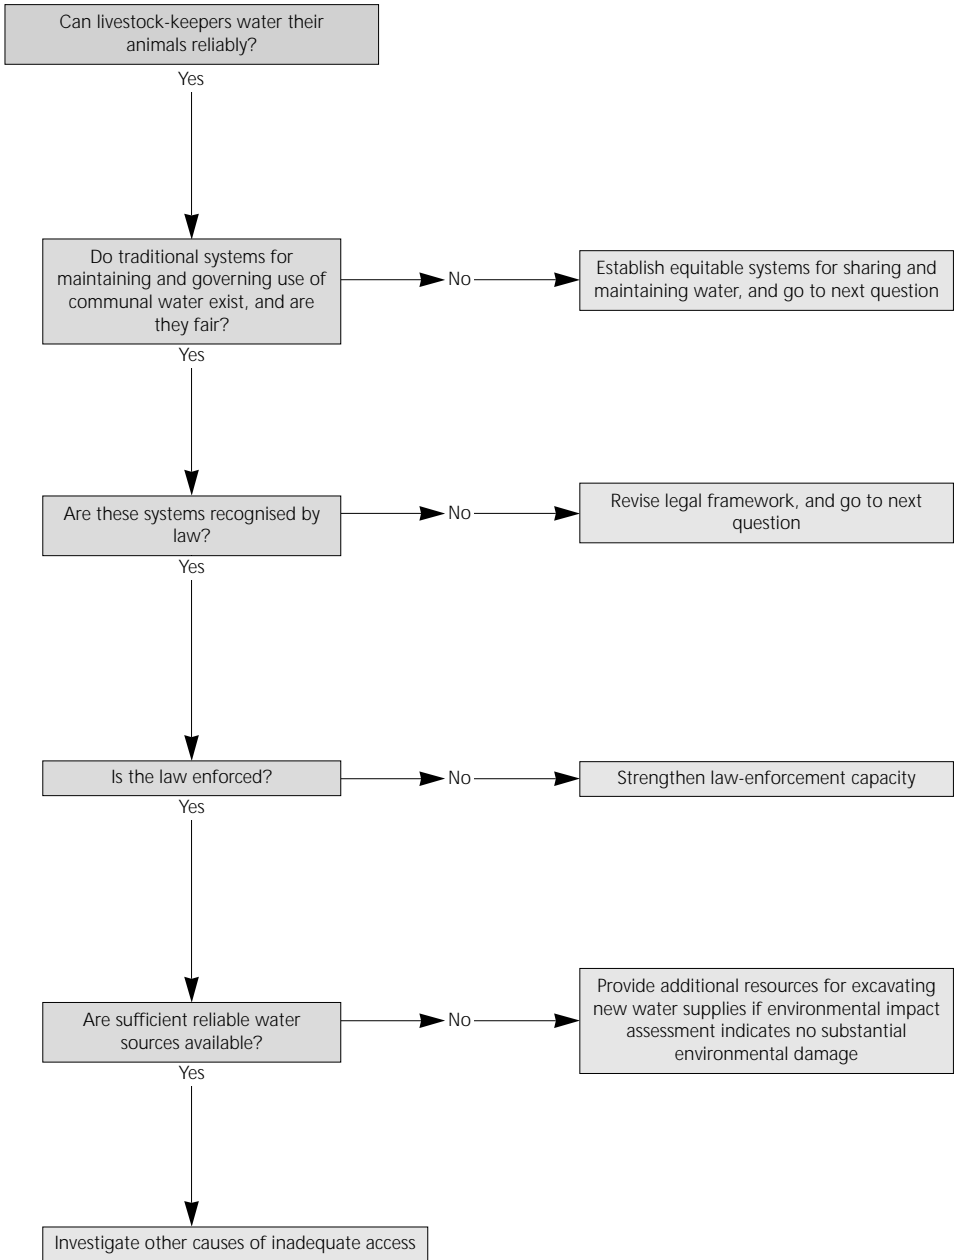 Can livestock-keepers water their
animals reliably?
Yes
Do traditional systems for
maintaining and governing use of
communal water exist, and are
they fair?
No
Establish equitable systems for sharing and
maintaining water, and go to next question
Yes
Are these systems recognised by
law?
No
Revise legal framework, and go to next
question
Yes
Is the law enforced?
No
Strengthen law-enforcement capacity
Yes
Are sufficient reliable water
sources available?
No
Provide additional resources for excavating
new water supplies if environmental impact
assessment indicates no substantial
environmental damage
Yes
Investigate other causes of inadequate access